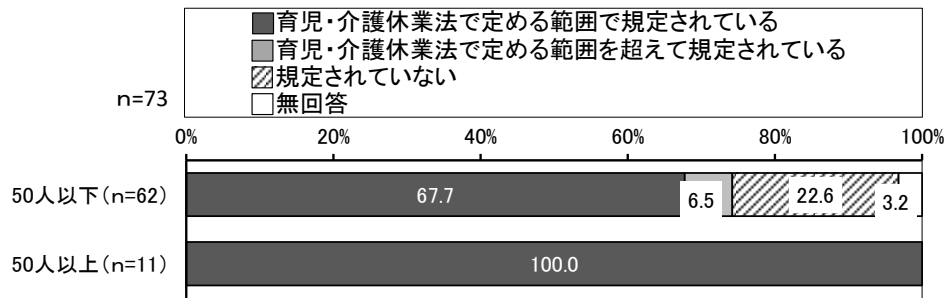 育児・介護休業法で定める範囲で規定されている
育児・介護休業法で定める範囲を超えて規定されている
規定されていない
無回答
n=73
0% 20% 40% 60% 80% 100%
50人以下(n=62) 67.7 6.5 22.6 3.2
50人以上(n=11) 100.0